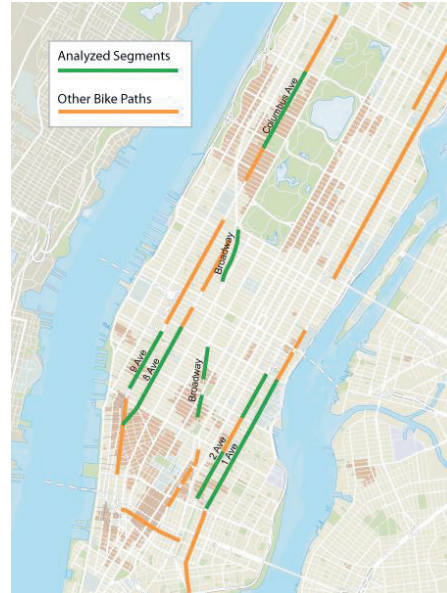 Analyzed Segments
Other Bike Paths
Columbus Ave
Broadway
9 Ave
8 Ave
Broadway
2 Ave
1 Ave